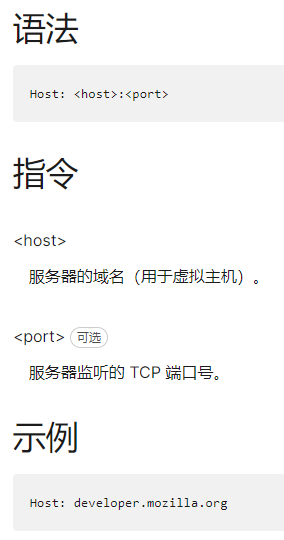 语法
Host: <host>:<port>
指令
<host>
服务器的域名（用于虚拟主机）。
<port> 可选
服务器监听的 TCP 端口号。
示例
Host: developer.mozilla.org